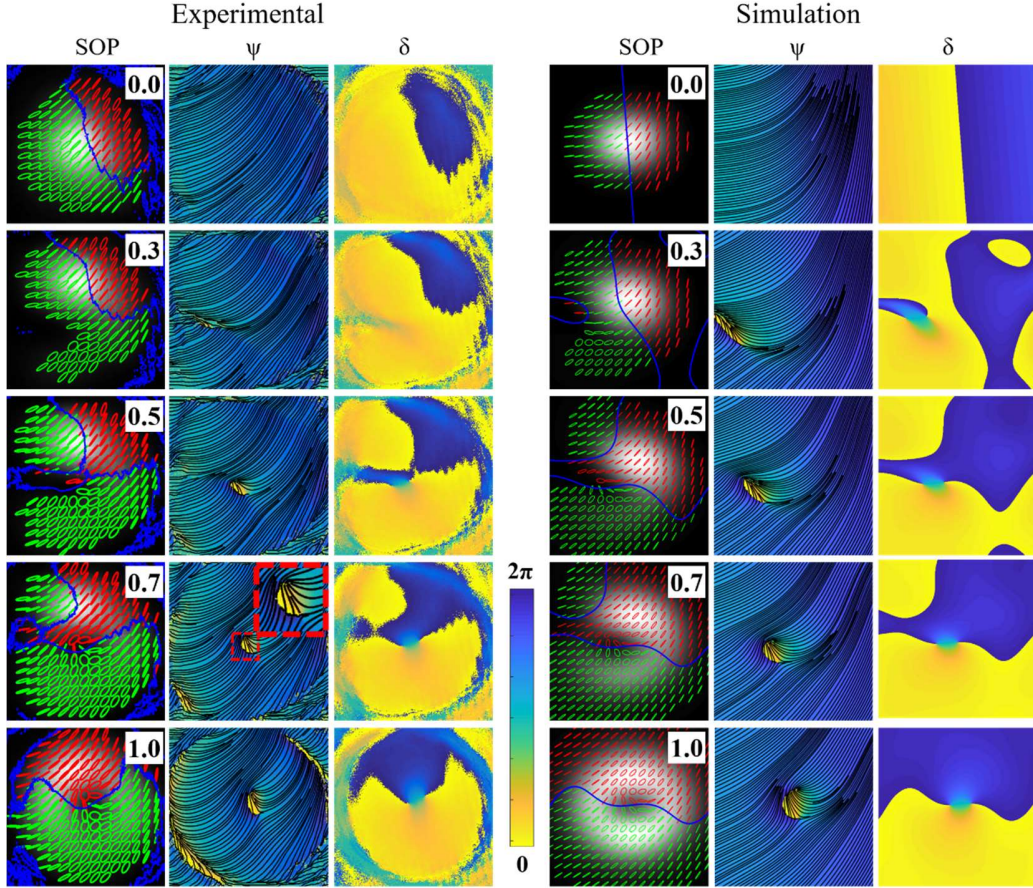 Experimental Simulation
SOP ψ δ SOP ψ δ
0.0 0.0
0.3 0.3
0.5 0.5
0.7 2π 0.7
1.0 1.0
0